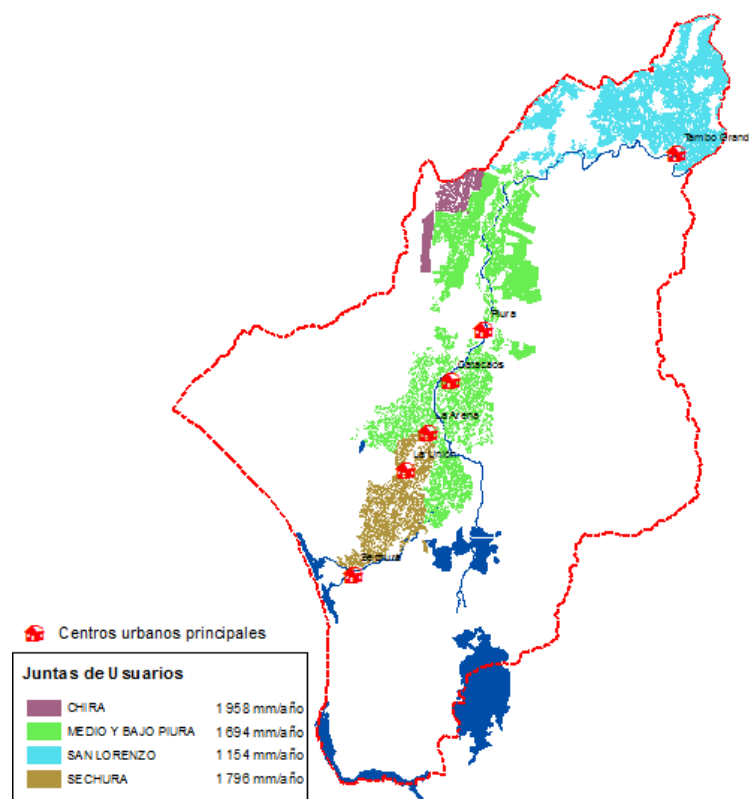 Tambo Grand
Piura
Catacaos
La Arena
La Unión
Sechura
Centros urbanos principales
Juntas de Usuarios
CHIRA 1 958 mm/año
MEDIO Y BAJO PIURA 1 694 mm/año
SAN LORENZO 1 154 mm/año
SECHURA 1 796 mm/año